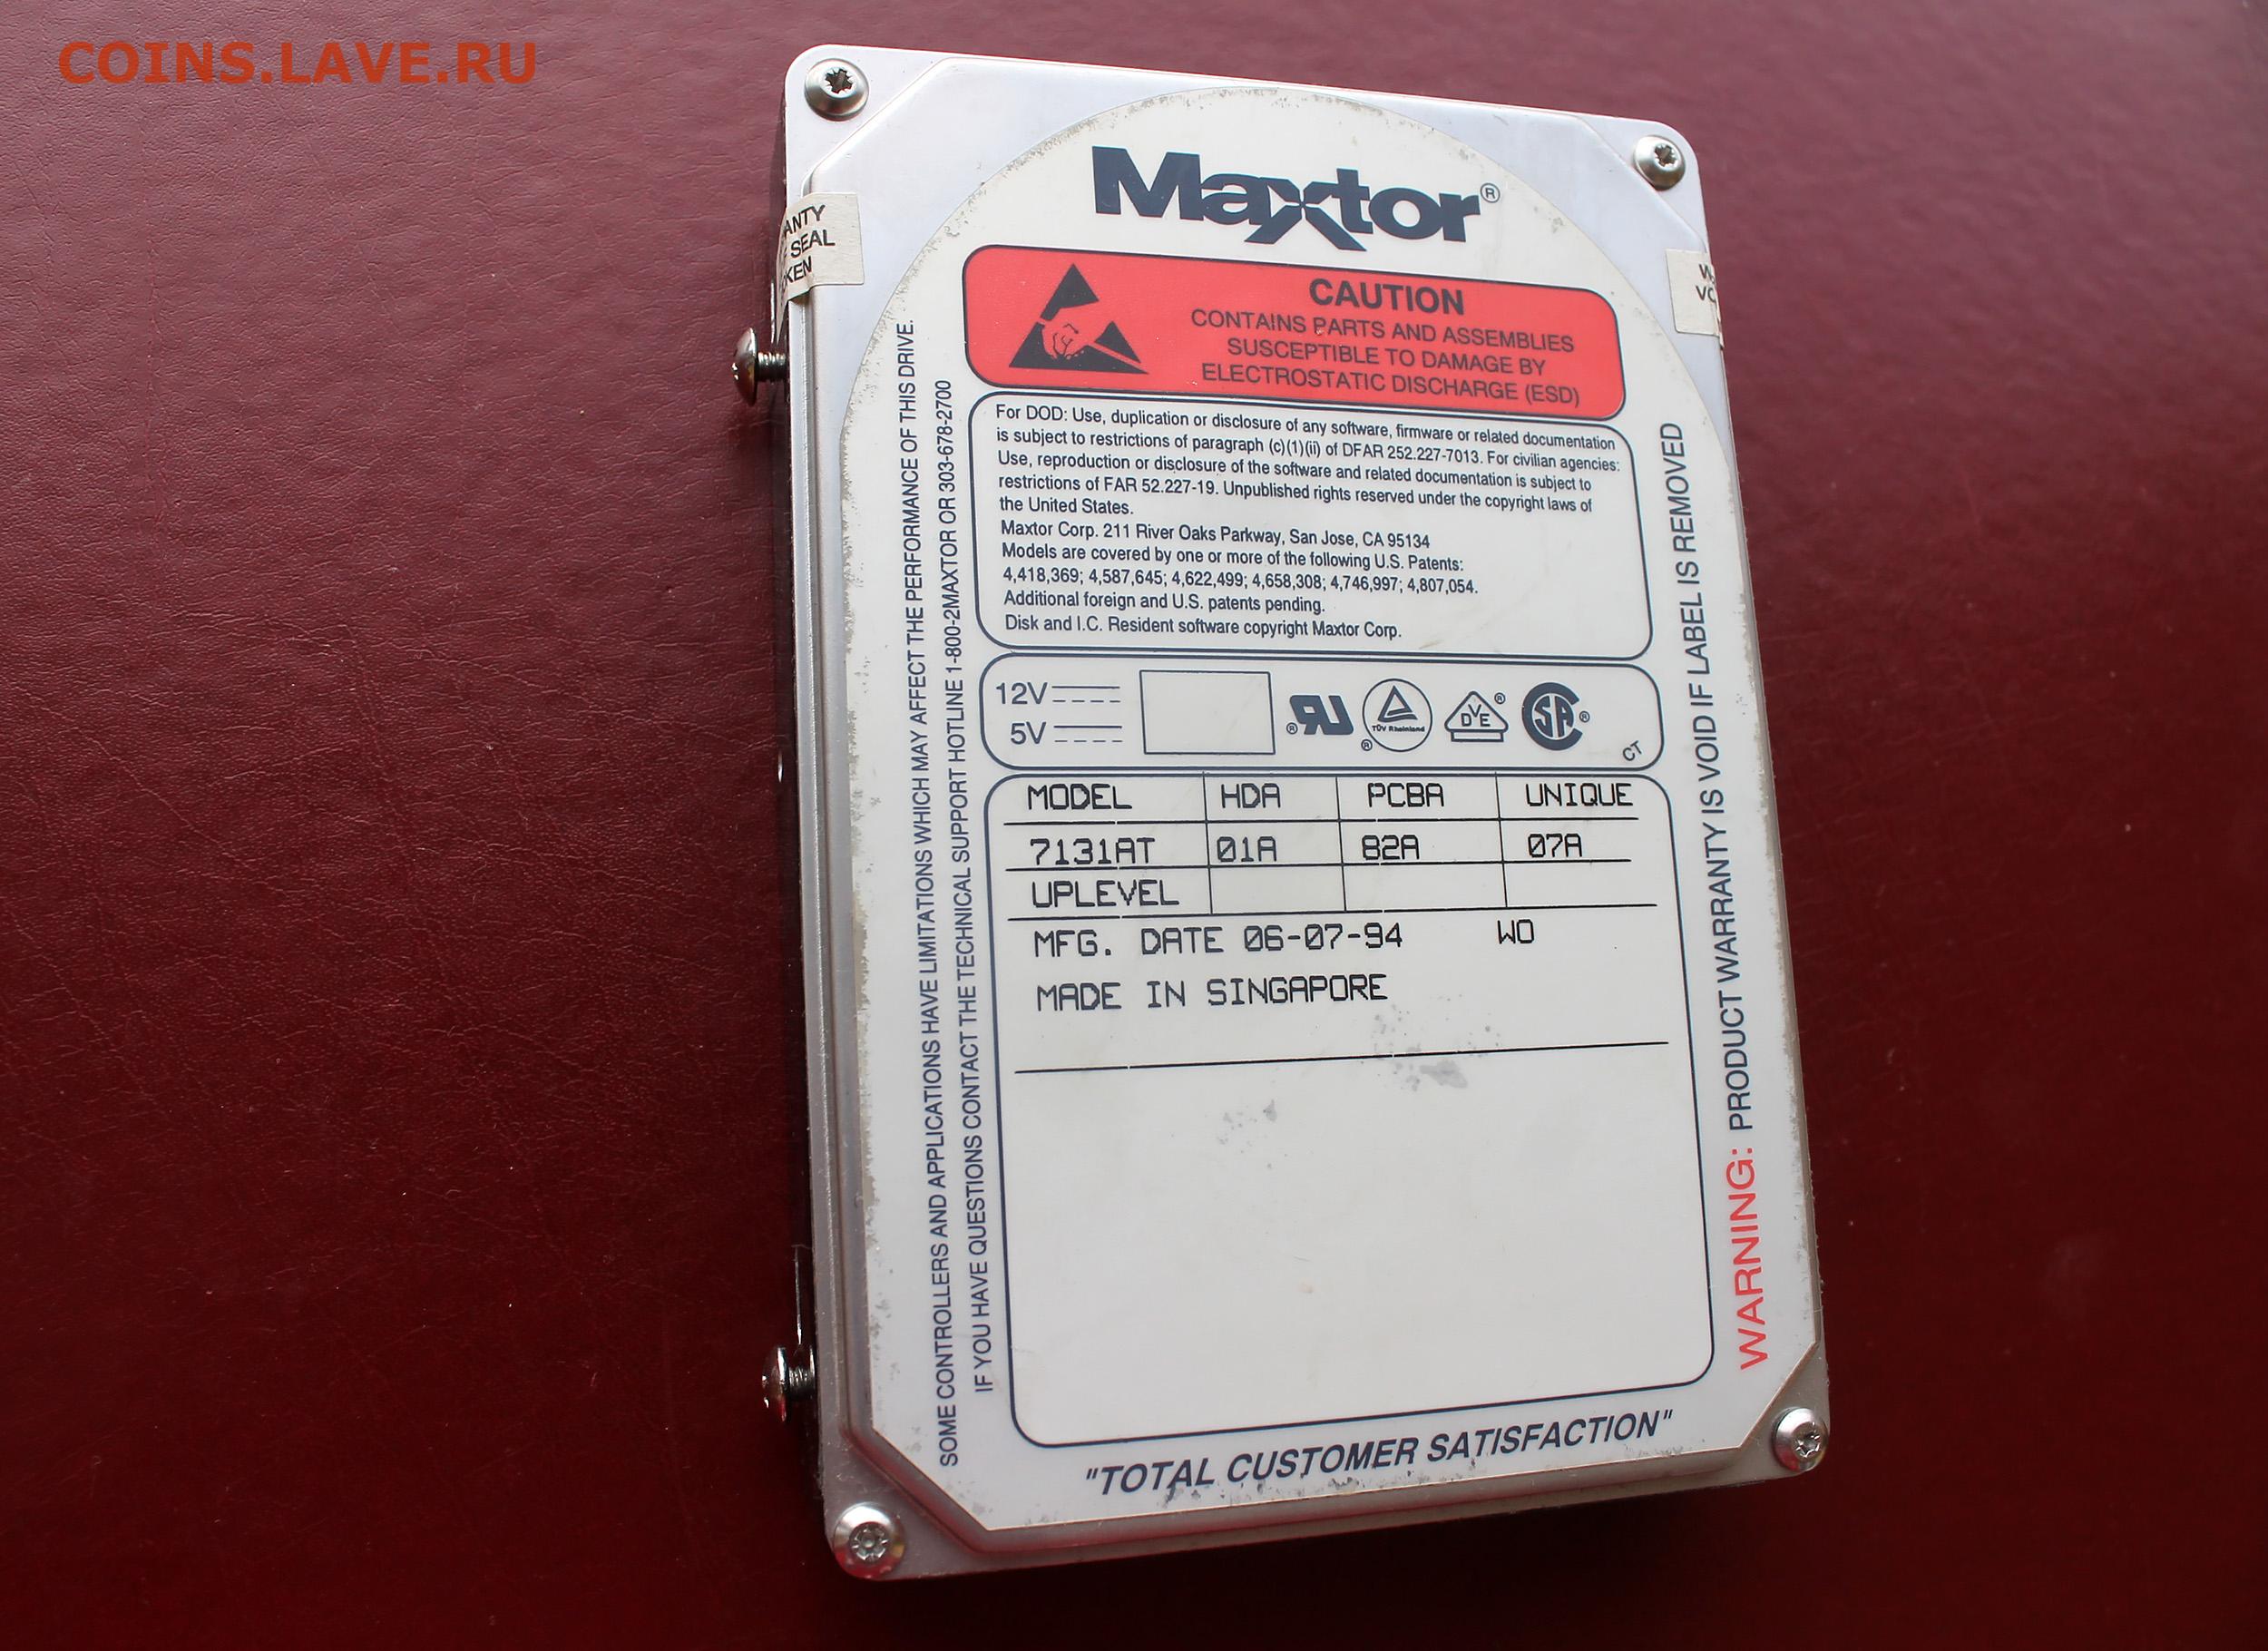 COINS.LAVE.RU
Maxtor®
ANTY
SEAL
KEN
W
VO
CAUTION
CONTAINS PARTS AND ASSEMBLIES
SUSCEPTIBLE TO DAMAGE BY
ELECTROSTATIC DISCHARGE (ESD)
For DOD: Use, duplication or disclosure of any software, firmware or related documentation
is subject to restrictions of paragraph (c)(1)(ii) of DFAR 252.227-7013. For civilian agencies:
Use, reproduction or disclosure of the software and related documentation is subject to
restrictions of FAR 52.227-19. Unpublished rights reserved under the copyright laws of
the United States.
Maxtor Corp. 211 River Oaks Parkway, San Jose, CA 95134
Models are covered by one or more of the following U.S. Patents:
4,418,369; 4,587,645; 4,622,499; 4,658,308; 4,746,997; 4,807,054.
Additional foreign and U.S. patents pending.
Disk and I.C. Resident software copyright Maxtor Corp.
12V
5V
®
TÜV Rheinland
®
DVE®
CSA®
CT
MODEL HDA PCBA UNIQUE
7131AT 01A 82A 07A
UPLEVEL
MFG. DATE 06-07-94 WO
MADE IN SINGAPORE
"TOTAL CUSTOMER SATISFACTION"
SOME CONTROLLERS AND APPLICATIONS HAVE LIMITATIONS WHICH MAY AFFECT THE PERFORMANCE OF THIS DRIVE.
IF YOU HAVE QUESTIONS CONTACT THE TECHNICAL SUPPORT HOTLINE 1-800-2MAXTOR OR 303-678-2700
WARNING: PRODUCT WARRANTY IS VOID IF LABEL IS REMOVED